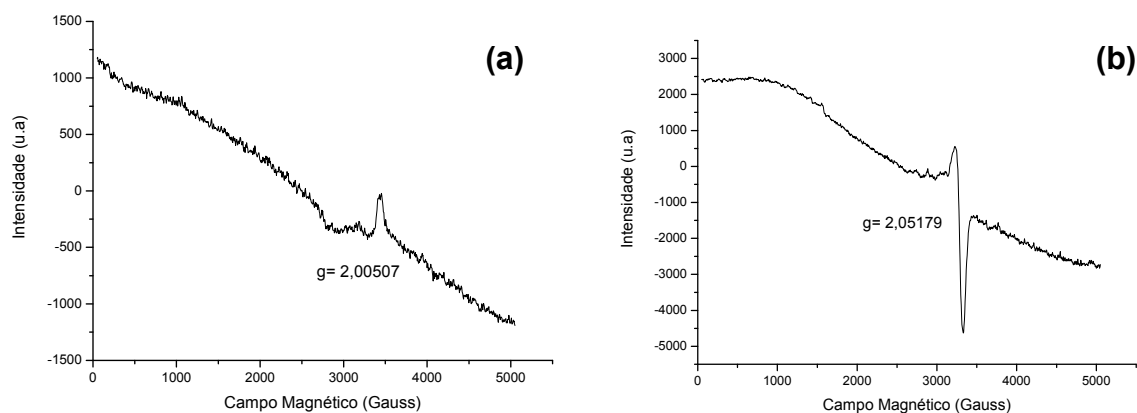 (a)
Intensidade (u.a)
1500
1000
500
0
-500
-1000
-1500
g= 2,00507
0 1000 2000 3000 4000 5000
Campo Magnético (Gauss)
(b)
Intensidade (u.a)
3000
2000
1000
0
-1000
-2000
-3000
-4000
-5000
g= 2,05179
0 1000 2000 3000 4000 5000
Campo Magnético (Gauss)